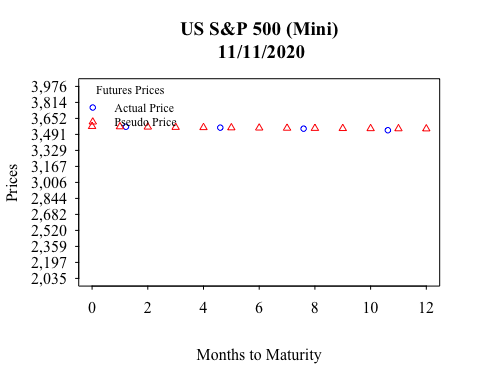 US S&P 500 (Mini)
11/11/2020
Futures Prices
Actual Price
Pseudo Price
Prices
3,976
3,814
3,652
3,491
3,329
3,167
3,006
2,844
2,682
2,520
2,359
2,197
2,035
0 2 4 6 8 10 12
Months to Maturity